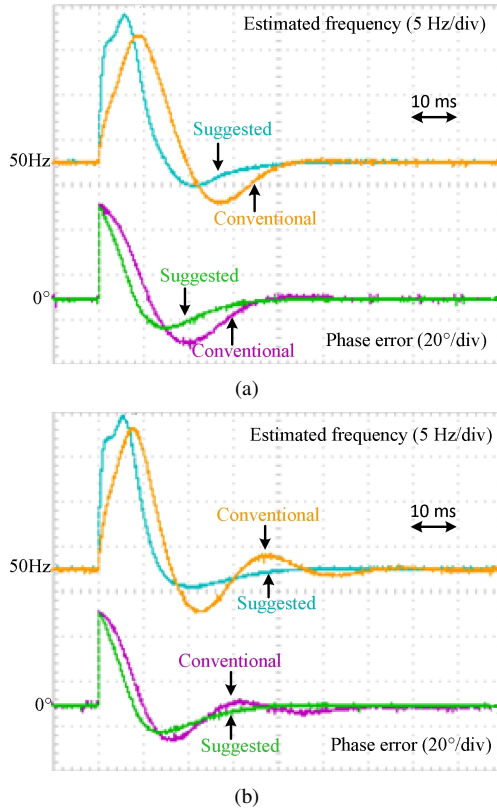 Estimated frequency (5 Hz/div)
10 ms
Suggested
50Hz
Conventional
Suggested
0°
Conventional
Phase error (20°/div)
(a)
Estimated frequency (5 Hz/div)
10 ms
Conventional
50Hz
Suggested
Conventional
0°
Suggested
Phase error (20°/div)
(b)